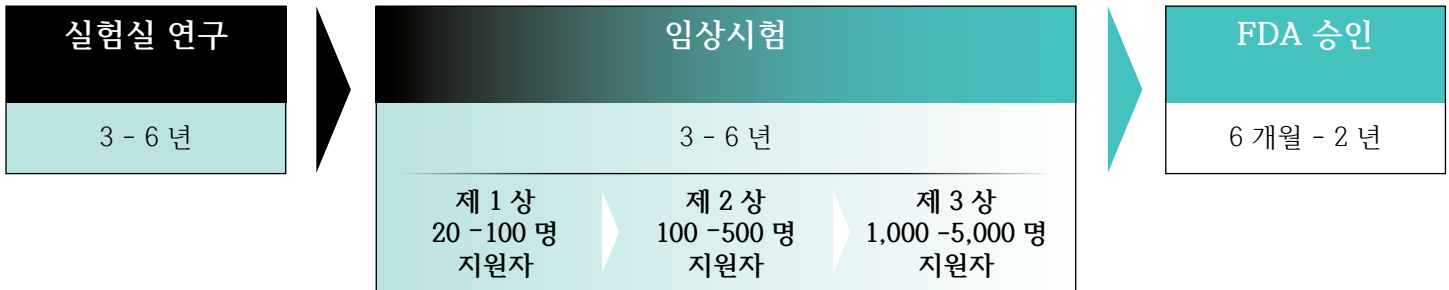 실험실 연구
3 - 6 년
임상시험
3 - 6 년
제 1 상
20 -100 명
지원자
제 2 상
100 -500 명
지원자
제 3 상
1,000 -5,000 명
지원자
FDA 승인
6 개월 - 2 년